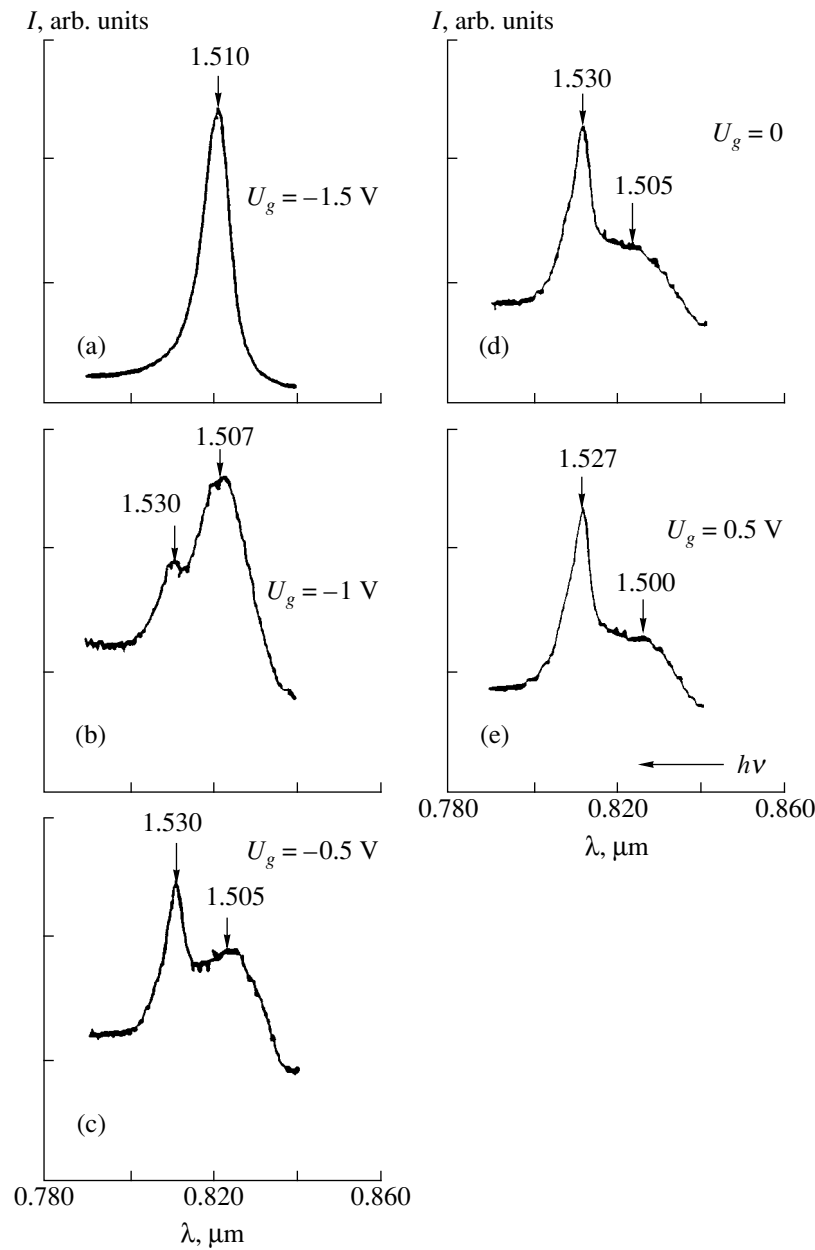 I, arb. units
1.510
U_g = –1.5 V
(a)
1.507
1.530
U_g = –1 V
(b)
1.530
U_g = –0.5 V
1.505
(c)
0.780 0.820 0.860
λ, μm
I, arb. units
1.530
U_g = 0
1.505
(d)
1.527
U_g = 0.5 V
1.500
(e)
hν
0.780 0.820 0.860
λ, μm